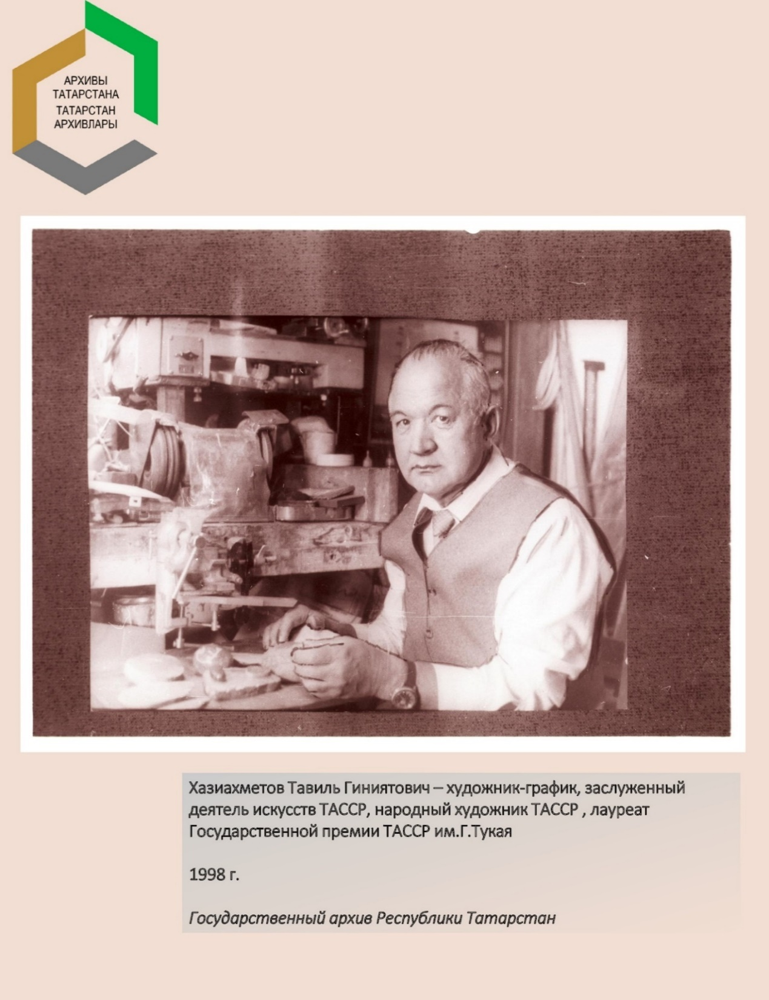 АРХИВЫ
ТАТАРСТАНА
ТАТАРСТАН
АРХИВЛАРЫ
Хазиахметов Тавиль Гиниятович – художник-график, заслуженный
деятель искусств ТАССР, народный художник ТАССР , лауреат
Государственной премии ТАССР им.Г.Тукая
1998 г.
Государственный архив Республики Татарстан